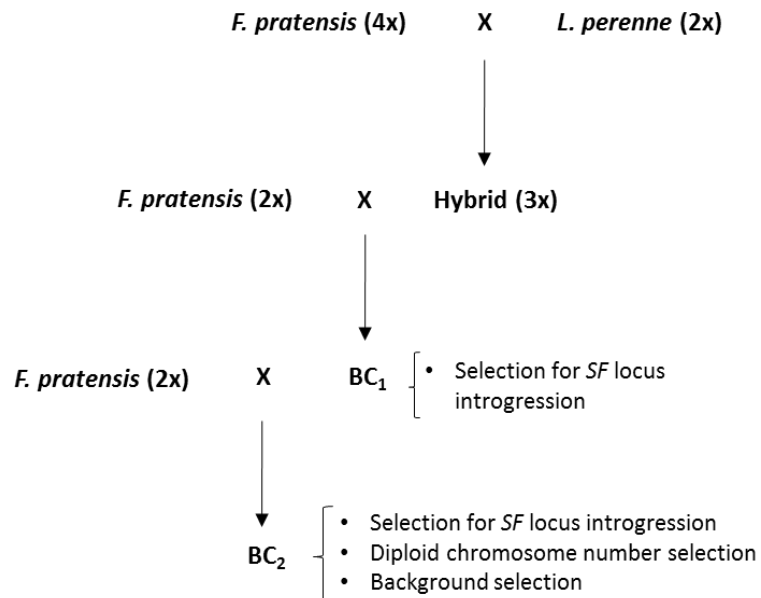 F. pratensis (4x) X L. perenne (2x)
F. pratensis (2x) X Hybrid (3x)
F. pratensis (2x) X BC1 • Selection for SF locus
introgression
BC2
• Selection for SF locus introgression
• Diploid chromosome number selection
• Background selection